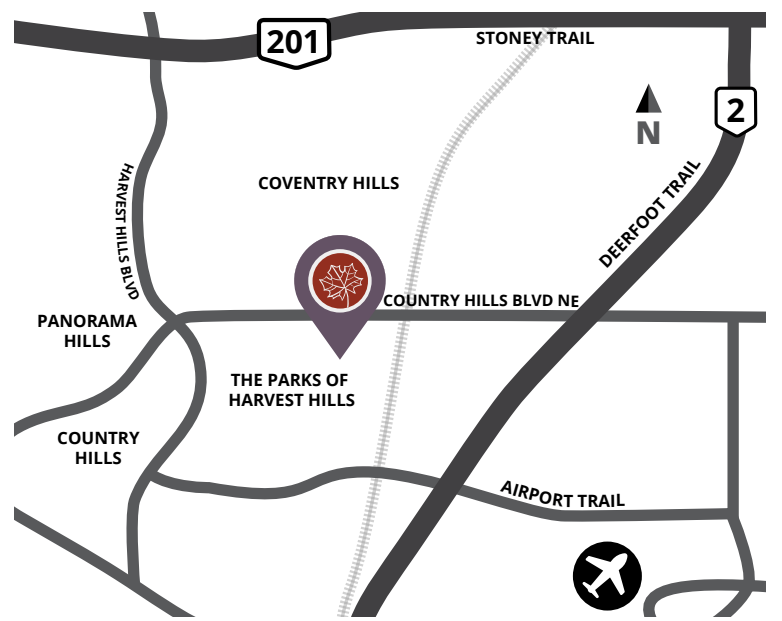 201
STONEY TRAIL
2
N
DEERFOOT TRAIL
HARVEST HILLS BLVD
COVENTRY HILLS
COUNTRY HILLS BLVD NE
PANORAMA
HILLS
THE PARKS OF
HARVEST HILLS
COUNTRY
HILLS
AIRPORT TRAIL